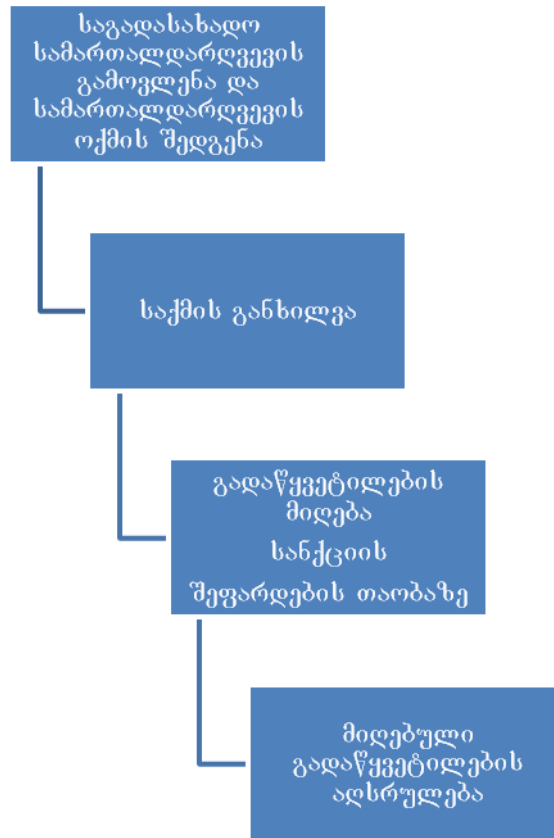 საგადასახადო
სამართალდარღვევის
გამოვლენა და
სამართალდარღვევის
ოქმის შედგენა
საქმის განხილვა
გადაწყვეტილების
მიღება
სანქციის
შეფარდების თაობაზე
მიღებული
გადაწყვეტილების
აღსრულება